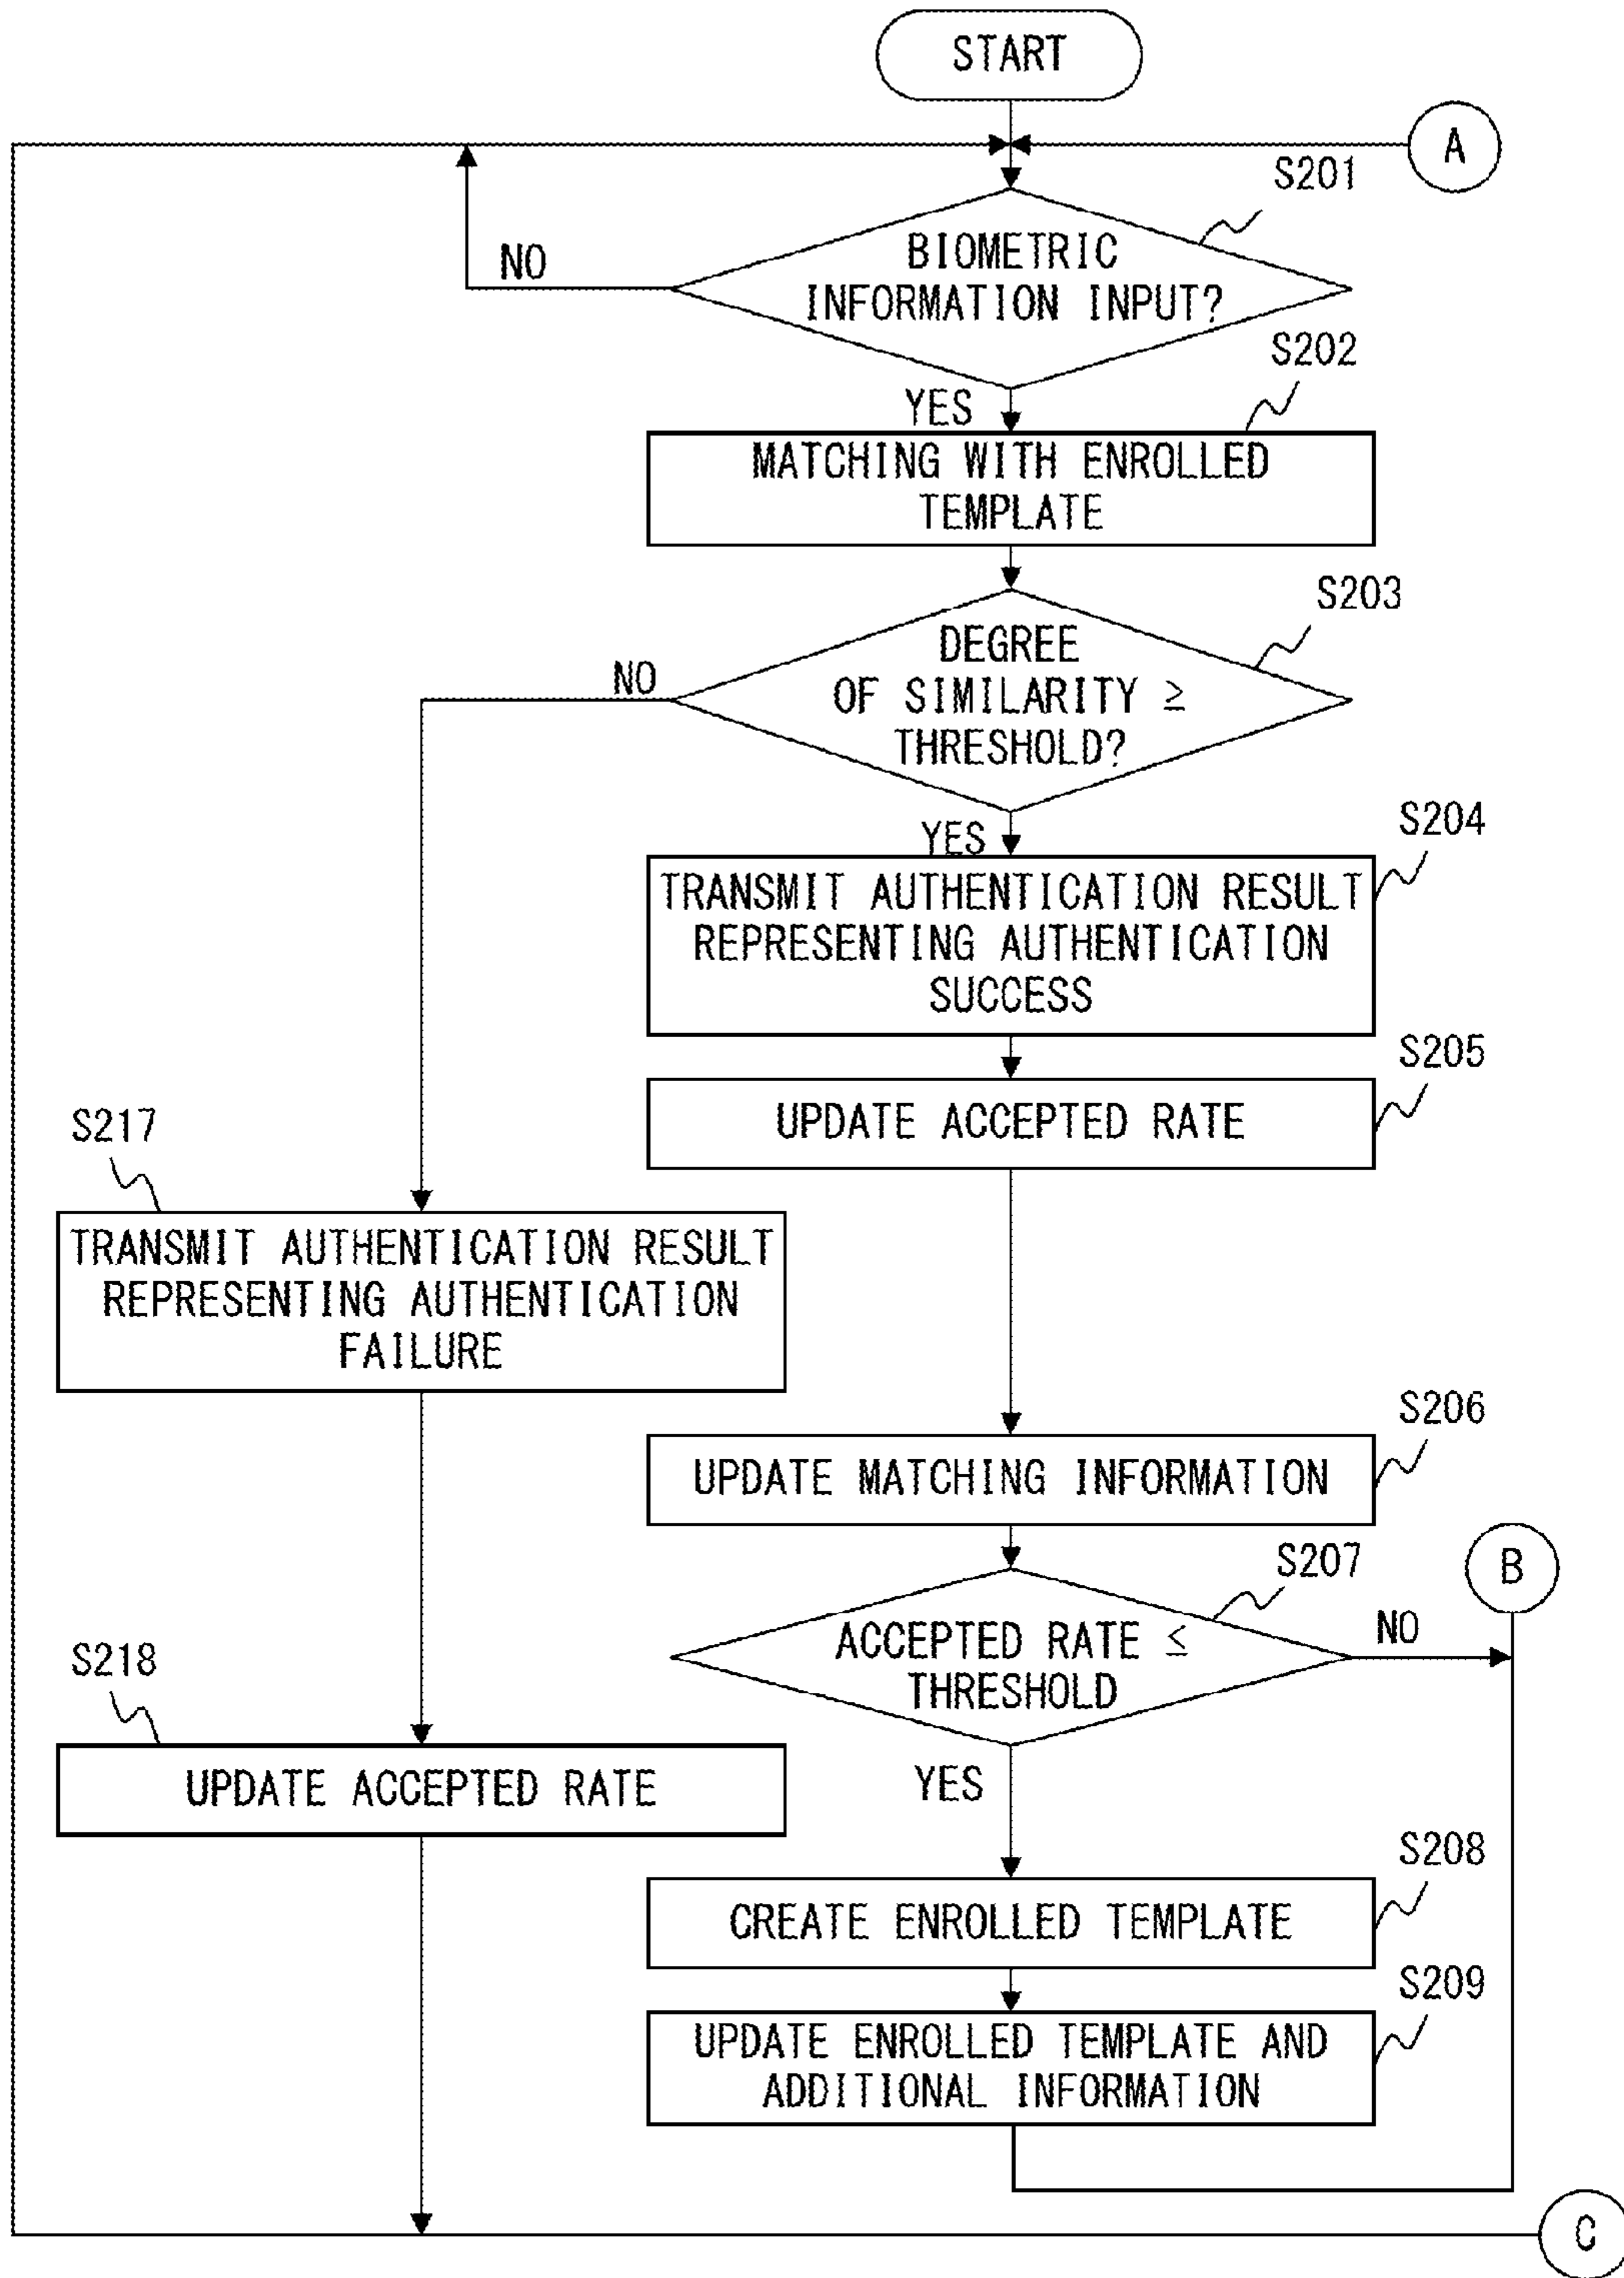 START
A
S201
BIOMETRIC
INFORMATION INPUT?
NO
S202
YES
MATCHING WITH ENROLLED
TEMPLATE
S203
DEGREE
OF SIMILARITY ≥
THRESHOLD?
NO
YES
S204
TRANSMIT AUTHENTICATION RESULT
REPRESENTING AUTHENTICATION
SUCCESS
S205
UPDATE ACCEPTED RATE
S217
TRANSMIT AUTHENTICATION RESULT
REPRESENTING AUTHENTICATION
FAILURE
S206
UPDATE MATCHING INFORMATION
S207
B
ACCEPTED RATE ≤
THRESHOLD
NO
S218
UPDATE ACCEPTED RATE
YES
S208
CREATE ENROLLED TEMPLATE
S209
UPDATE ENROLLED TEMPLATE AND
ADDITIONAL INFORMATION
C